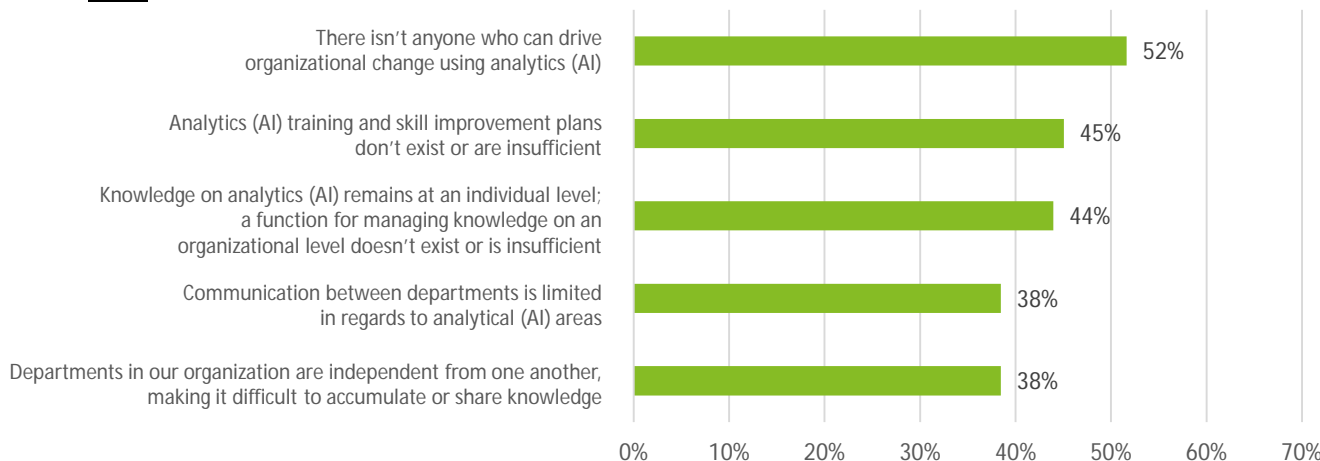 There isn't anyone who can drive
organizational change using analytics (AI)
52%
Analytics (AI) training and skill improvement plans
don't exist or are insufficient
45%
Knowledge on analytics (AI) remains at an individual level;
a function for managing knowledge on an
organizational level doesn't exist or is insufficient
44%
Communication between departments is limited
in regards to analytical (AI) areas
38%
Departments in our organization are independent from one another,
making it difficult to accumulate or share knowledge
38%
0% 10% 20% 30% 40% 50% 60% 70%